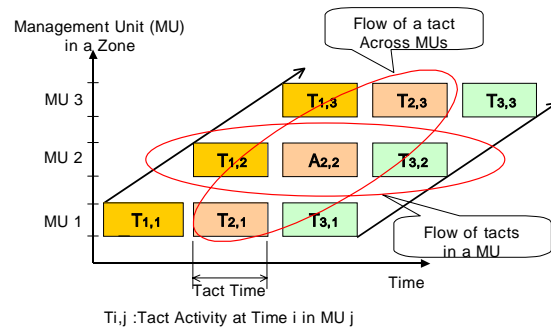 Management Unit (MU)
in a Zone
Flow of a tact
Across MUs
MU 3
T1,3
T2,3
T3,3
MU 2
T1,2
A2,2
T3,2
MU 1
T1,1
T2,1
T3,1
Flow of tacts
in a MU
Time
Tact Time
Ti,j :Tact Activity at Time i in MU j